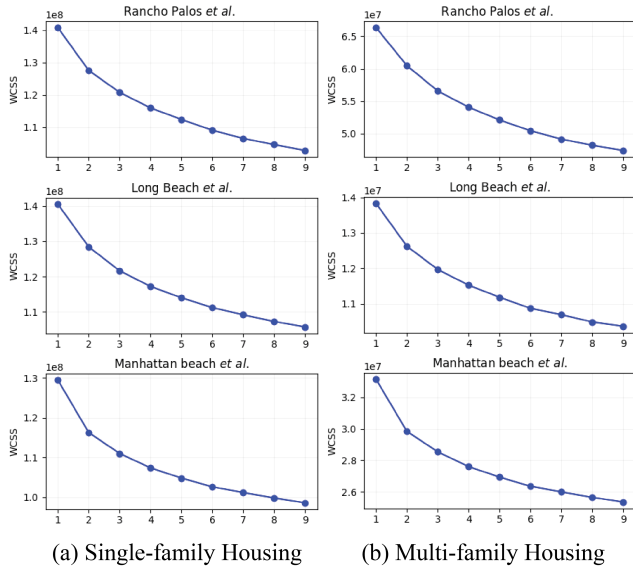 Rancho Palos et al.
1e8
WCSS
1.4
1.3
1.2
1.1
1 2 3 4 5 6 7 8 9
Long Beach et al.
1e8
WCSS
1.4
1.3
1.2
1.1
1 2 3 4 5 6 7 8 9
Manhattan beach et al.
1e8
WCSS
1.3
1.2
1.1
1.0
1 2 3 4 5 6 7 8 9
(a) Single-family Housing
Rancho Palos et al.
1e7
WCSS
6.5
6.0
5.5
5.0
1 2 3 4 5 6 7 8 9
Long Beach et al.
1e7
WCSS
1.4
1.3
1.2
1.1
1 2 3 4 5 6 7 8 9
Manhattan beach et al.
1e7
WCSS
3.2
3.0
2.8
2.6
1 2 3 4 5 6 7 8 9
(b) Multi-family Housing